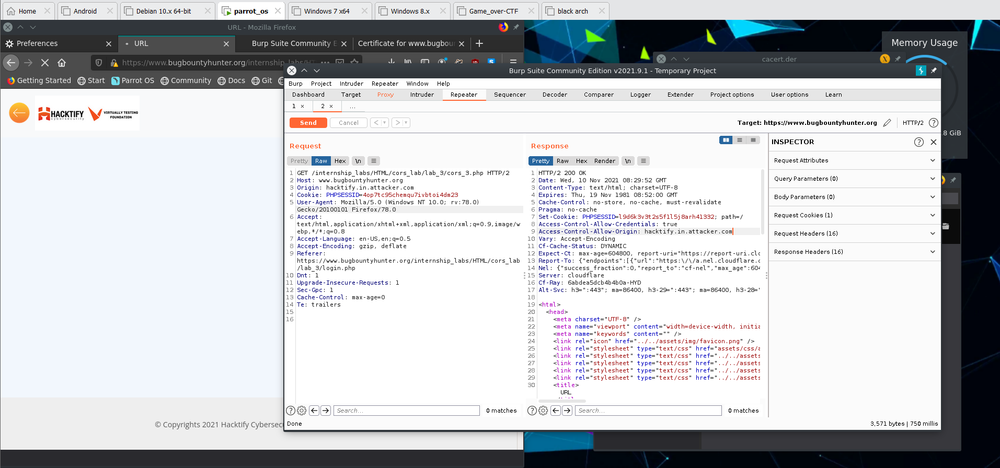 Home
Android
Debian 10.x 64-bit
parrot_os
Windows 7 x64
Windows 8.x
Game_over-CTF
black arch
URL - Mozilla Firefox
Preferences
URL
Burp Suite Community E
Certificate for www.bugbou
https://www.bugbountyhunter.org/internship_labs/HT
Getting Started
Start
Parrot OS
Community
Docs
Git
HACKTIFY
cybersecurity
VIRTUALLY TESTING
FOUNDATION
© Copyrights 2021 Hacktify Cybersecu
Memory Usage
cacert.der
.8 GiB
Burp Suite Community Edition v2021.9.1 - Temporary Project
Burp Project Intruder Repeater Window Help
Dashboard Target Proxy Intruder Repeater Sequencer Decoder Comparer Logger Extender Project options User options Learn
1 × 2 × ...
Send Cancel < >
Target: https://www.bugbountyhunter.org HTTP/2 ?
Request
Pretty Raw Hex \n
1 GET /internship_labs/HTML/cors_lab/lab_3/cors_3.php HTTP/2
2 Host: www.bugbountyhunter.org
3 Origin: hacktify.in.attacker.com
4 Cookie: PHPSESSID=4op7tc95chemqu7ivbtoi4dm23
5 User-Agent: Mozilla/5.0 (Windows NT 10.0; rv:78.0)
Gecko/20100101 Firefox/78.0
6 Accept:
text/html,application/xhtml+xml,application/xml;q=0.9,image/w
ebp,*/*;q=0.8
7 Accept-Language: en-US,en;q=0.5
8 Accept-Encoding: gzip, deflate
9 Referer:
https://www.bugbountyhunter.org/internship_labs/HTML/cors_lab
/lab_3/login.php
10 Dnt: 1
11 Upgrade-Insecure-Requests: 1
12 Sec-Gpc: 1
13 Cache-Control: max-age=0
14 Te: trailers
15
16
Search...
0 matches
Response
Pretty Raw Hex Render \n
1 HTTP/2 200 OK
2 Date: Wed, 10 Nov 2021 08:29:52 GMT
3 Content-Type: text/html; charset=UTF-8
4 Expires: Thu, 19 Nov 1981 08:52:00 GMT
5 Cache-Control: no-store, no-cache, must-revalidate
6 Pragma: no-cache
7 Set-Cookie: PHPSESSID=l9d6k3v3t2s5f1l5j8arh41332; path=/
8 Access-Control-Allow-Credentials: true
9 Access-Control-Allow-Origin: hacktify.in.attacker.com
10 Vary: Accept-Encoding
11 Cf-Cache-Status: DYNAMIC
12 Expect-Ct: max-age=604800, report-uri="https://report-uri.clo
13 Report-To: {"endpoints":[{"url":"https:\/\/a.nel.cloudflare.c
14 Nel: {"success_fraction":0,"report_to":"cf-nel","max_age":604
15 Server: cloudflare
16 Cf-Ray: 6abdea5dcb4b4b0a-HYD
17 Alt-Svc: h3=":443"; ma=86400, h3-29=":443"; ma=86400, h3-28="
18
19 <html>
20 <head>
21 <meta charset="UTF-8" />
22 <meta name="viewport" content="width=device-width, initia
23 <meta name="keywords" content="" />
24 <link rel="icon" href="../../assets/img/favicon.png" />
25 <link rel="stylesheet" type="text/css" href="assets/css/a
26 <link rel="stylesheet" type="text/css" href="../../assets
27 <link rel="stylesheet" type="text/css" href="../../assets
28 <link rel="stylesheet" type="text/css" href="../../assets
29 <link rel="stylesheet" type="text/css" href="../../assets
30 <title>
URL
Search...
0 matches
INSPECTOR
Request Attributes
Query Parameters (0)
Body Parameters (0)
Request Cookies (1)
Request Headers (16)
Response Headers (16)
Done
3,571 bytes | 750 millis